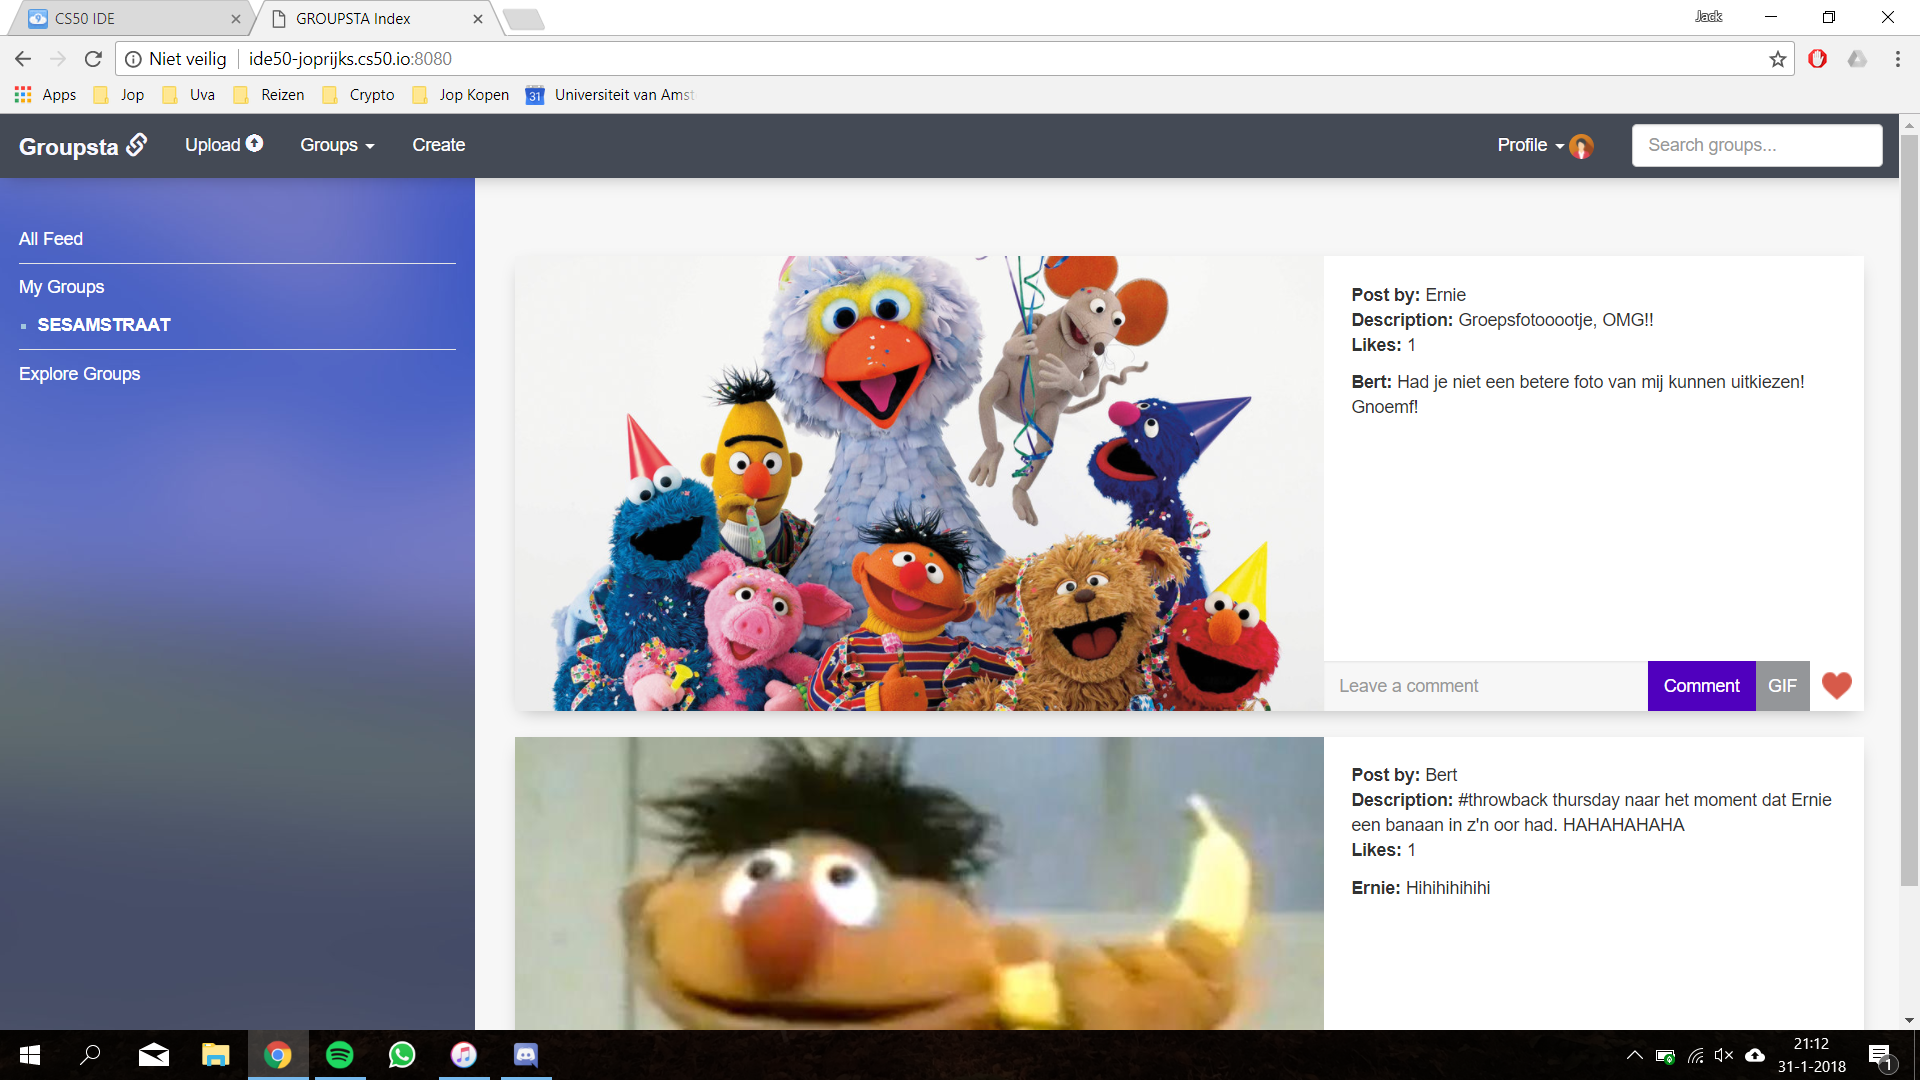 CS50 IDE
GROUPSTA Index
Jack
Niet veilig
ide50-joprijks.cs50.io:8080
Apps
Jop
Uva
Reizen
Crypto
Jop Kopen
31
Universiteit van Amst
Groupsta
Upload
Groups
Create
Profile
Search groups...
All Feed
My Groups
SESAMSTRAAT
Explore Groups
Post by: Ernie
Description: Groepsfotooootje, OMG!!
Likes: 1
Bert: Had je niet een betere foto van mij kunnen uitkiezen!
Gnoemf!
Leave a comment
Comment
GIF
Post by: Bert
Description: #throwback thursday naar het moment dat Ernie
een banaan in z'n oor had. HAHAHAHAHA
Likes: 1
Ernie: Hihihihihihi
21:12
31-1-2018
1